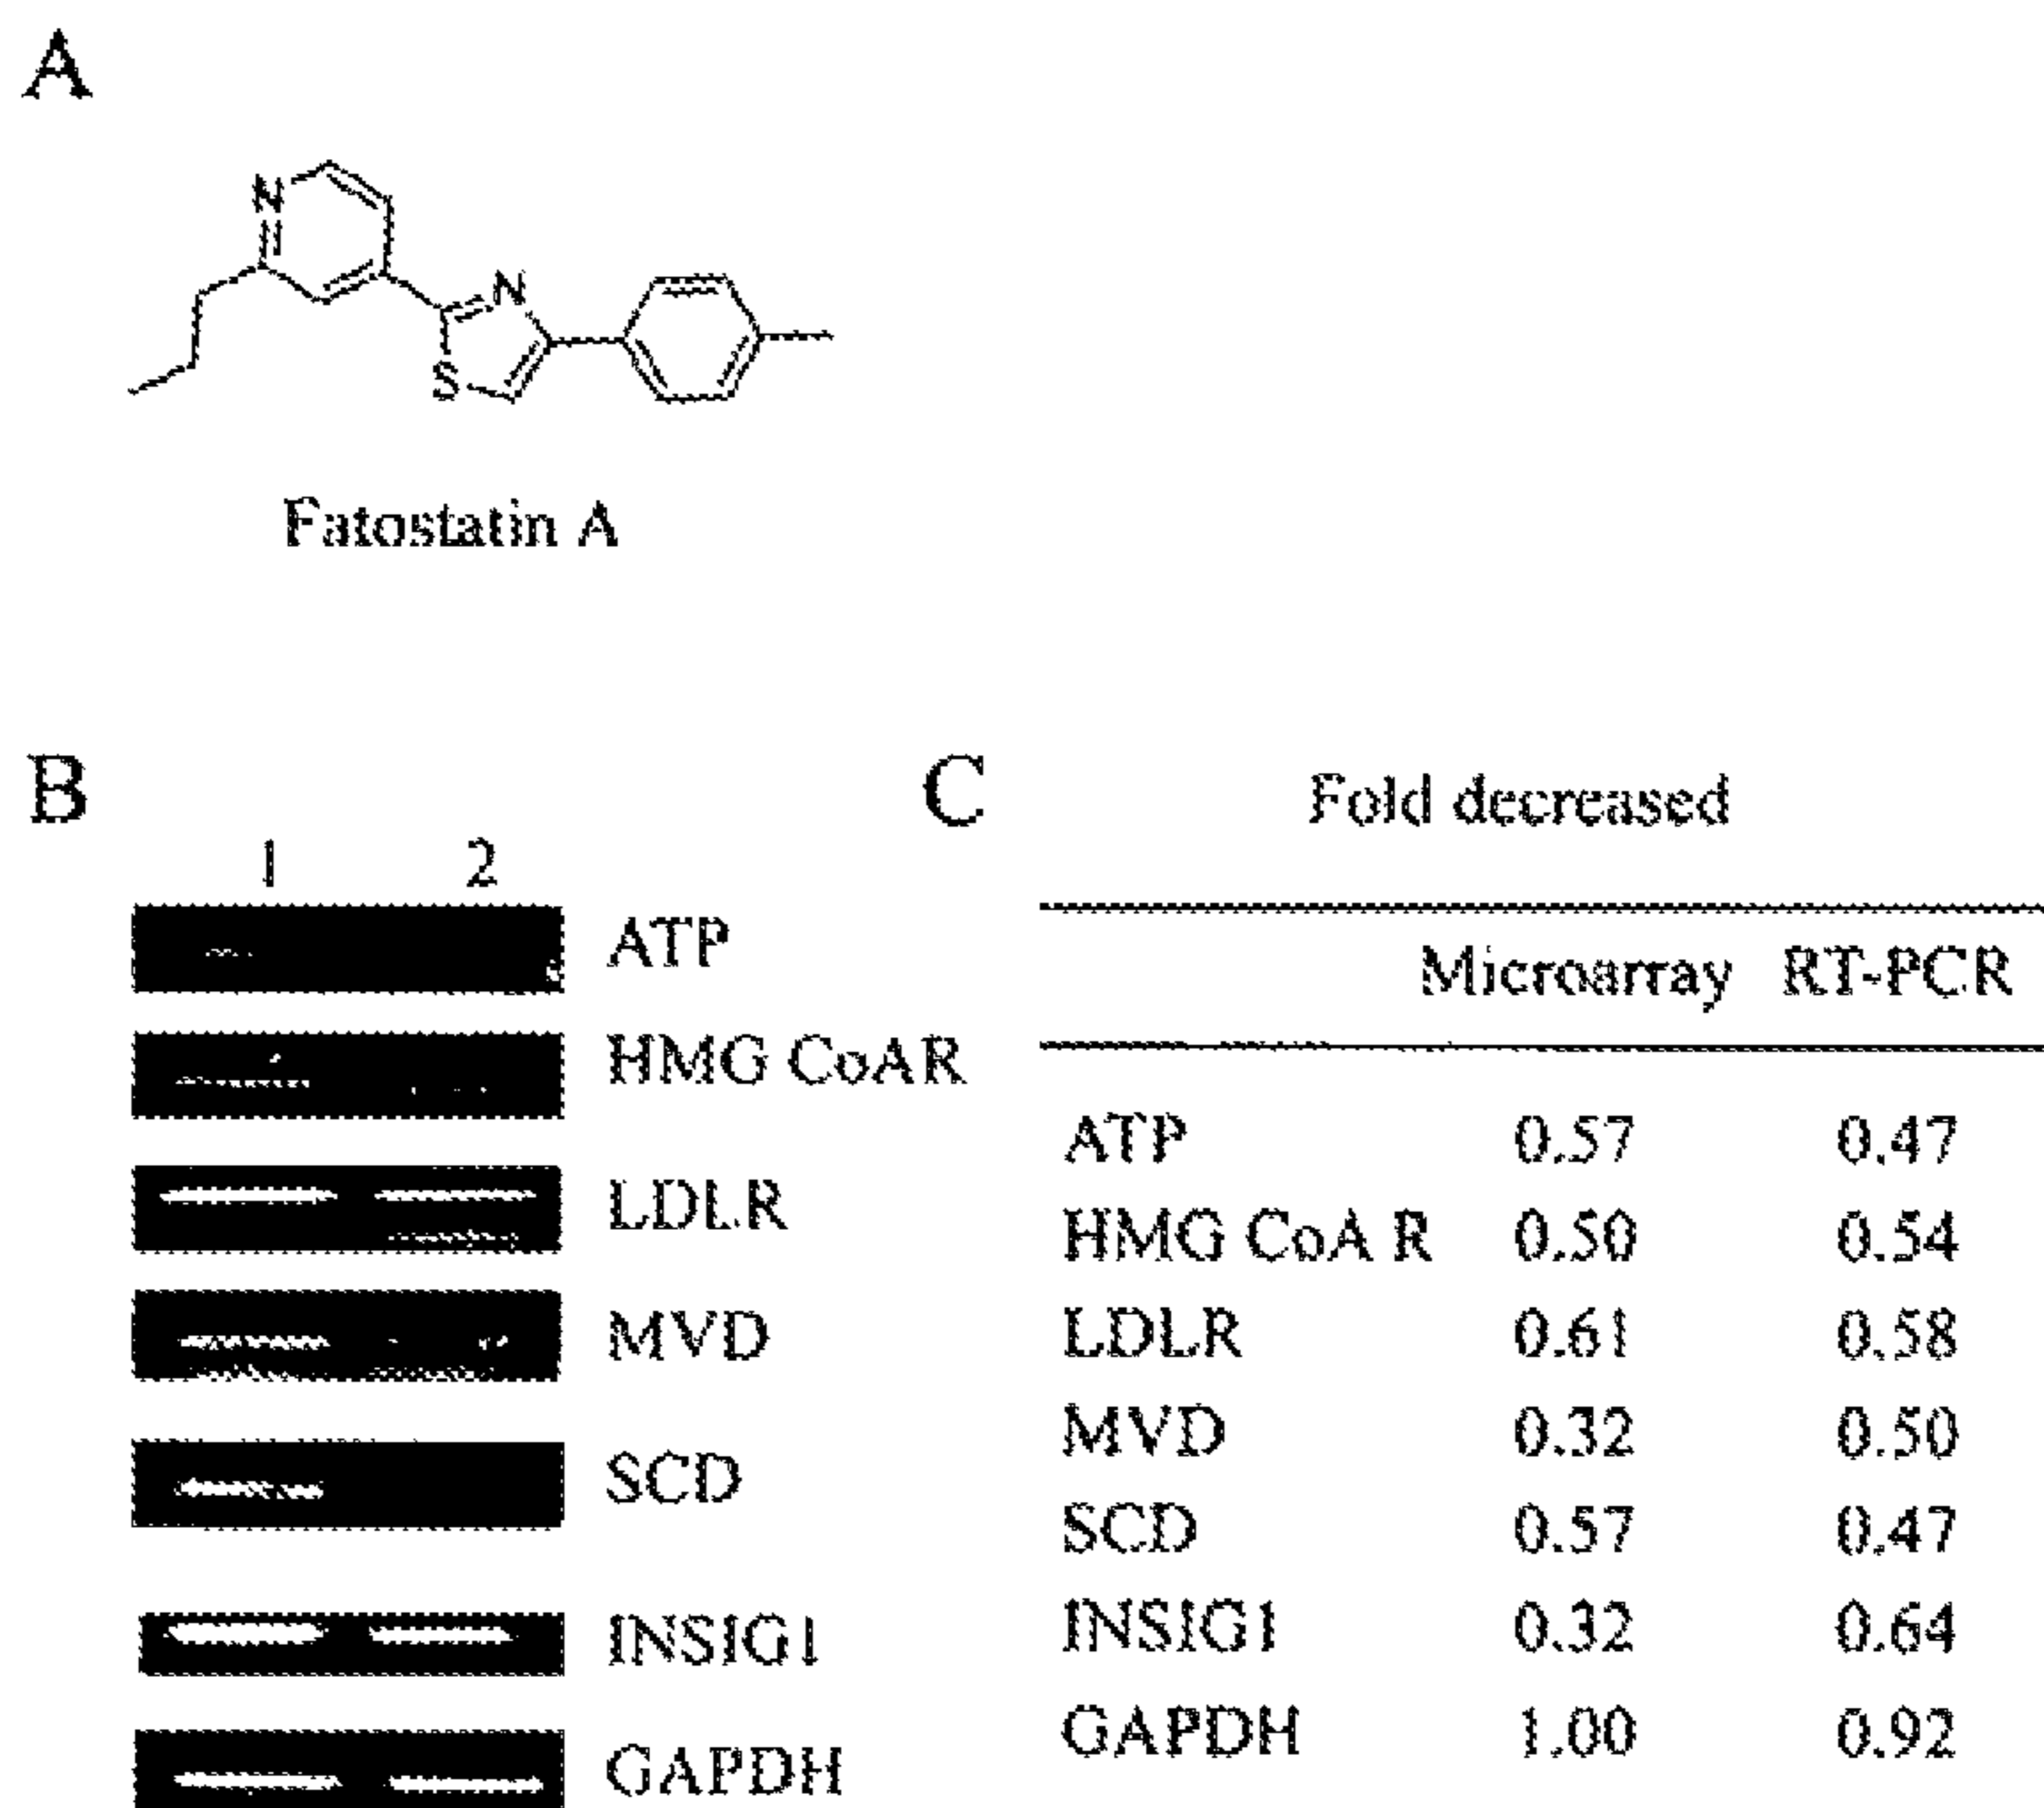 A
N
N
S
Fatostatin A
B
1 2
ATP
HMG CoAR
LDLR
MVD
SCD
INSIG1
GAPDH
C
Fold decreased
Microarray RT-PCR
ATP 0.57 0.47
HMG CoA R 0.50 0.54
LDLR 0.61 0.58
MVD 0.32 0.50
SCD 0.57 0.47
INSIG1 0.32 0.64
GAPDH 1.00 0.92